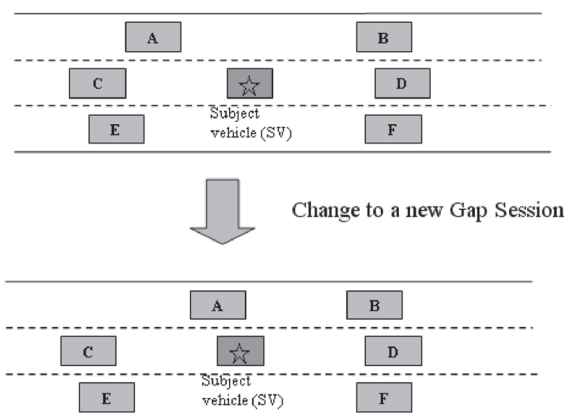 A B
C D
Subject
E vehicle (SV) F
Change to a new Gap Session
A B
C D
Subject
E vehicle (SV) F